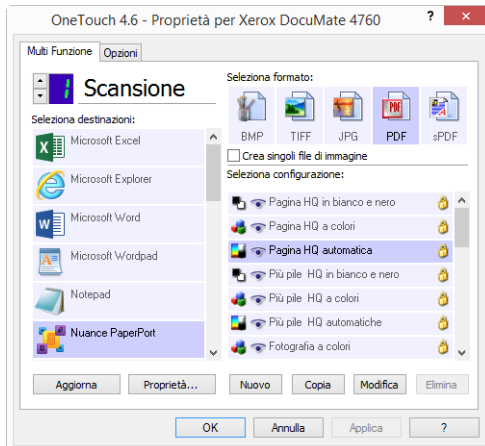 OneTouch 4.6 - Proprietà per Xerox DocuMate 4760
?
Multi Funzione
Opzioni
1
Scansione
Seleziona destinazioni:
Microsoft Excel
Microsoft Explorer
Microsoft Word
Microsoft Wordpad
Notepad
Nuance PaperPort
Aggiorna
Proprietà...
Seleziona formato:
BMP
TIFF
JPG
PDF
sPDF
Crea singoli file di immagine
Seleziona configurazione:
Pagina HQ in bianco e nero
Pagina HQ a colori
Pagina HQ automatica
Più pile HQ in bianco e nero
Più pile HQ a colori
Più pile HQ automatiche
Fotografia a colori
Nuovo
Copia
Modifica
Elimina
OK
Annulla
Applica
?